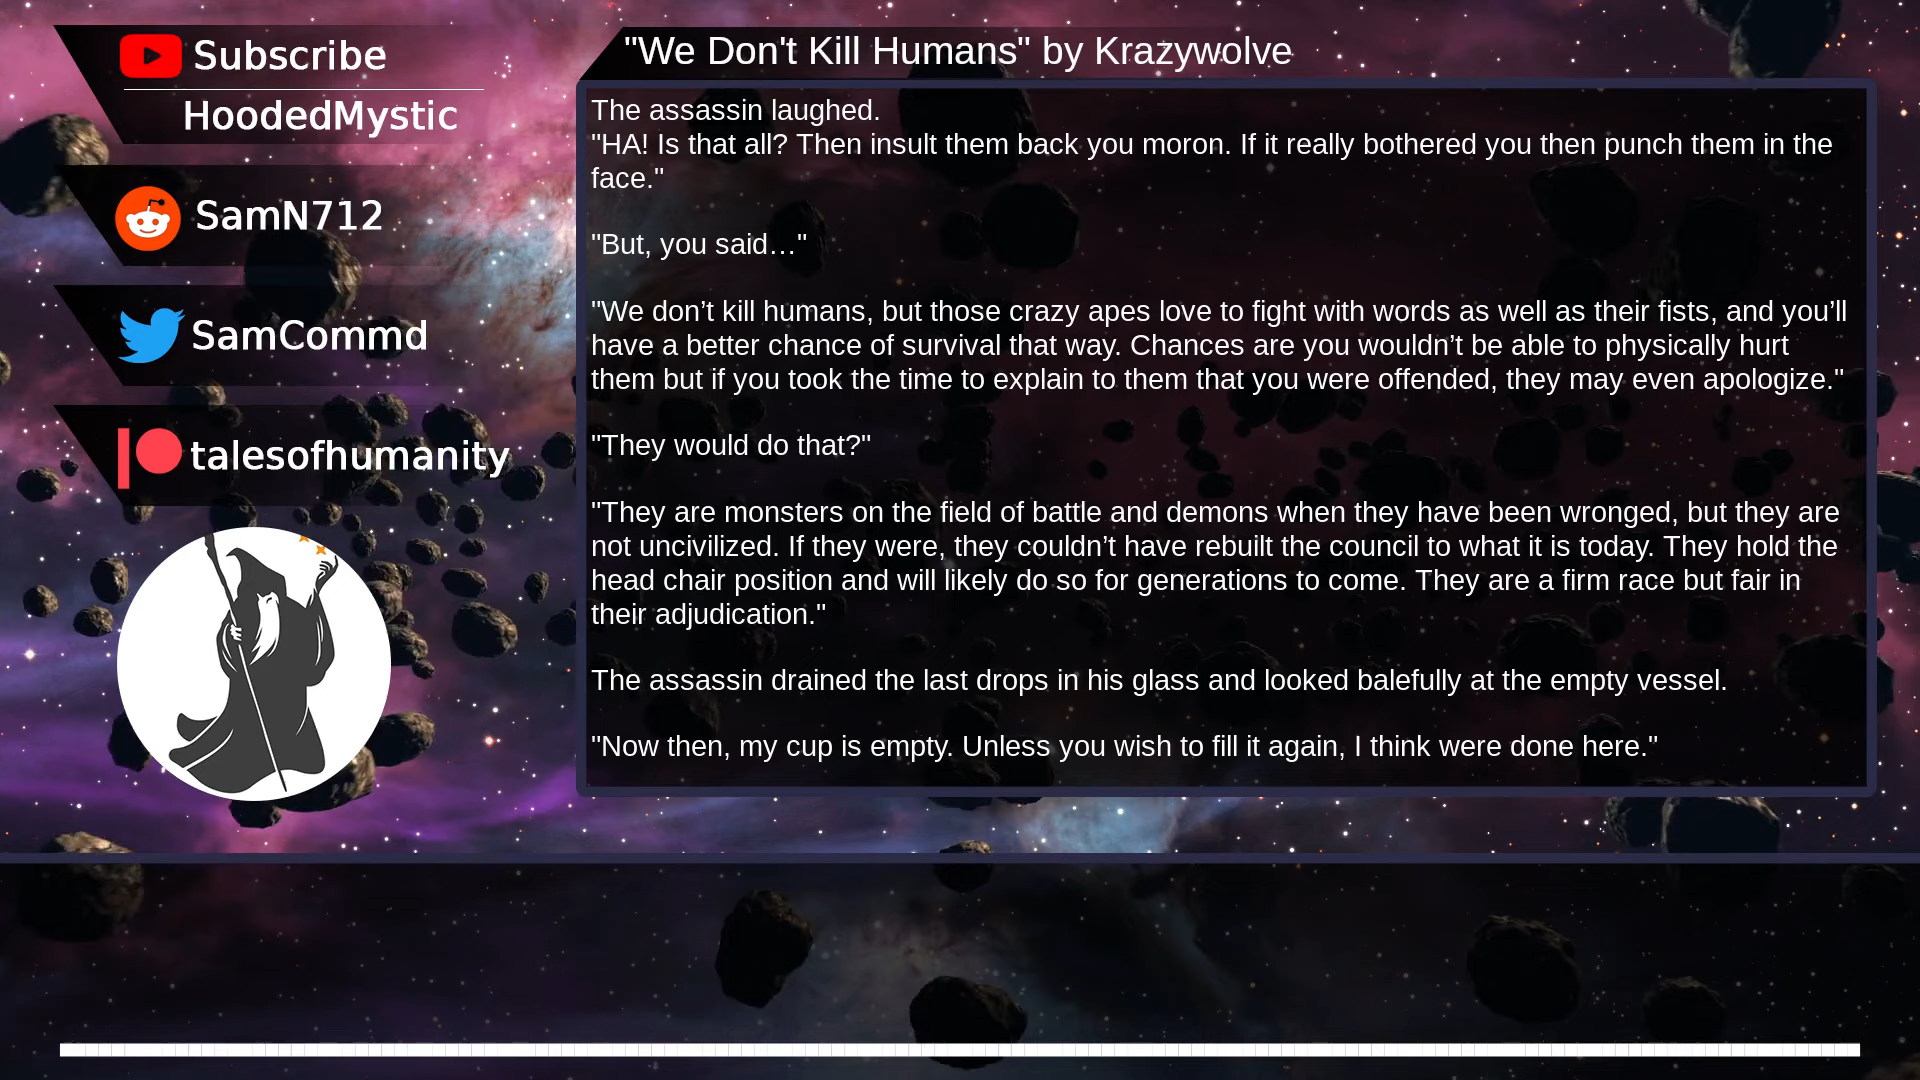 Subscribe
HoodedMystic
SamN712
SamCommd
talesofhumanity
"We Don't Kill Humans" by Krazywolve
The assassin laughed.
"HA! Is that all? Then insult them back you moron. If it really bothered you then punch them in the
face."
"But, you said…"
"We don’t kill humans, but those crazy apes love to fight with words as well as their fists, and you’ll
have a better chance of survival that way. Chances are you wouldn’t be able to physically hurt
them but if you took the time to explain to them that you were offended, they may even apologize."
"They would do that?"
"They are monsters on the field of battle and demons when they have been wronged, but they are
not uncivilized. If they were, they couldn’t have rebuilt the council to what it is today. They hold the
head chair position and will likely do so for generations to come. They are a firm race but fair in
their adjudication."
The assassin drained the last drops in his glass and looked balefully at the empty vessel.
"Now then, my cup is empty. Unless you wish to fill it again, I think were done here."